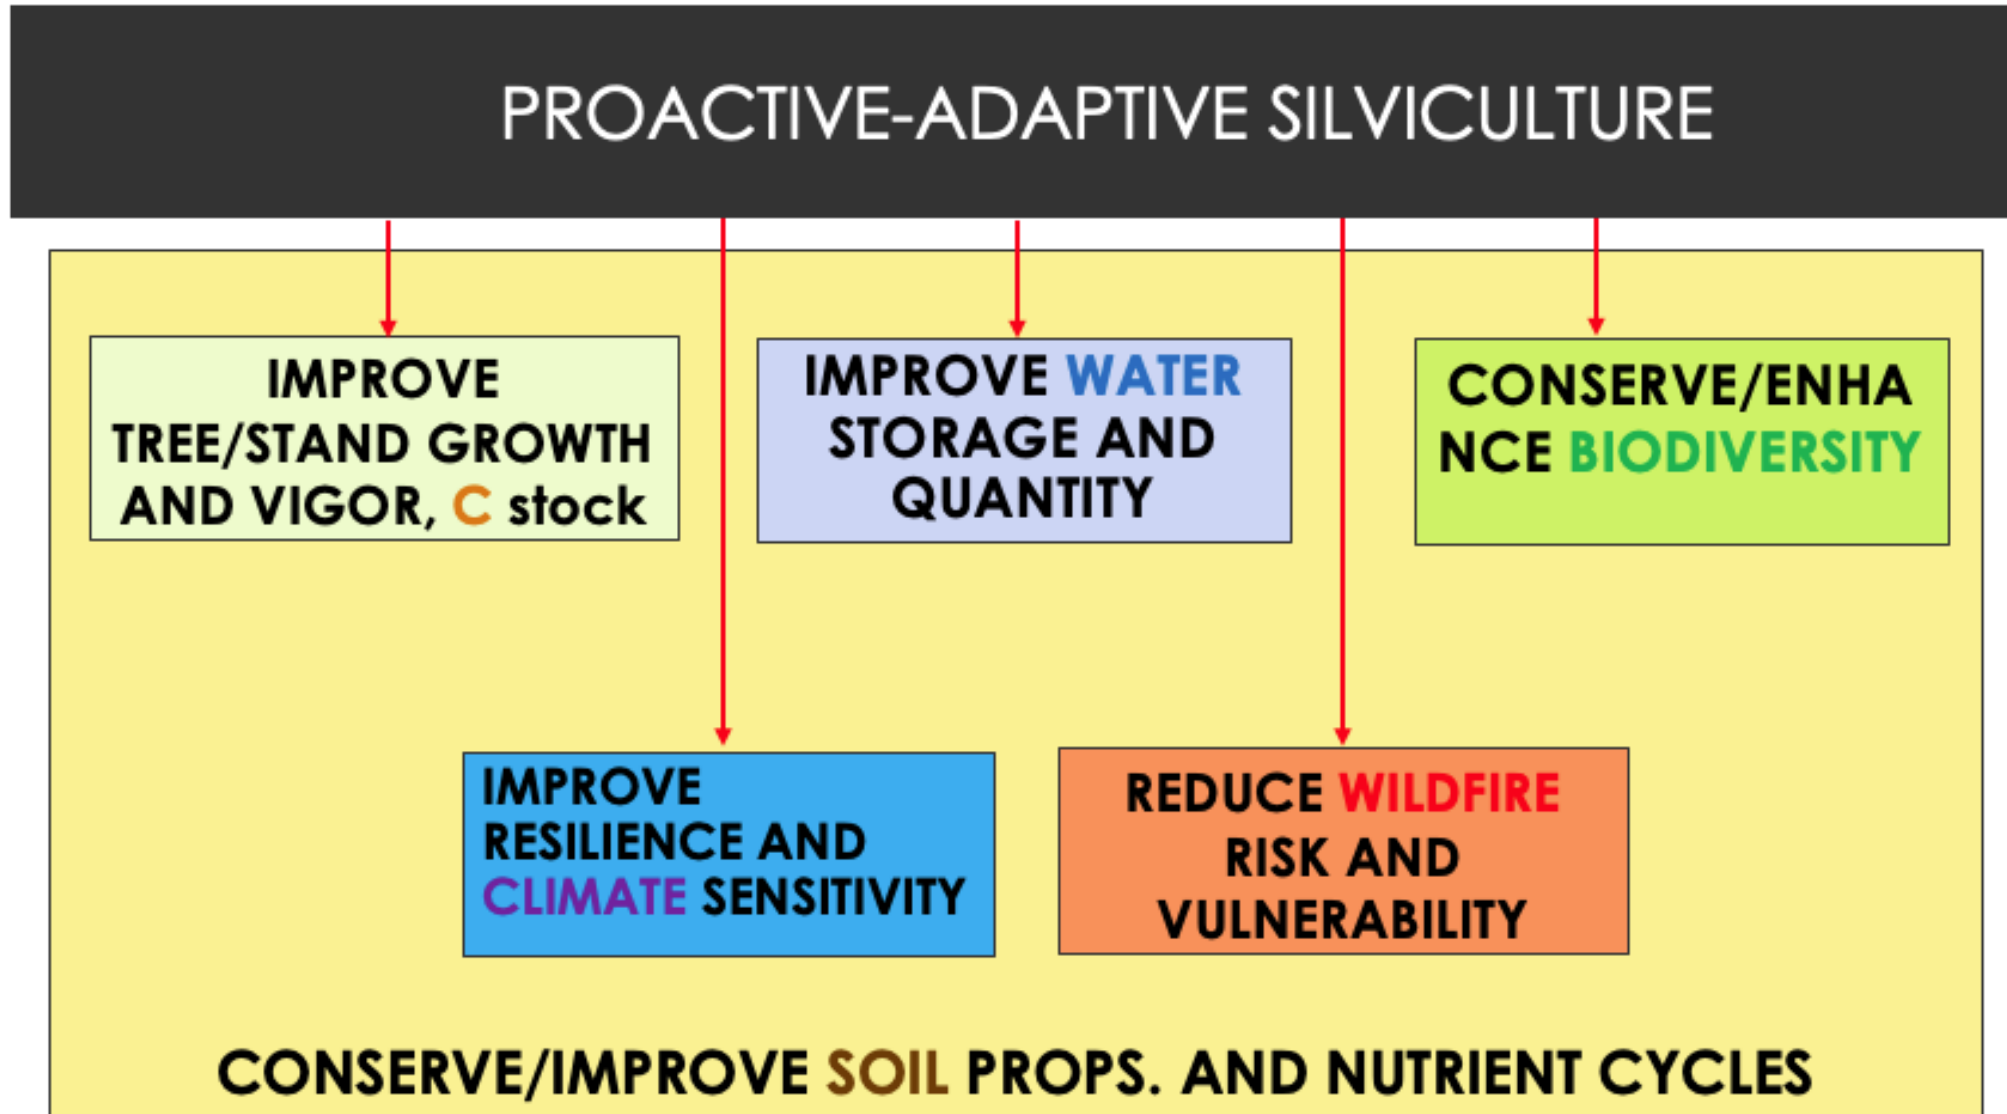 PROACTIVE-ADAPTIVE SILVICULTURE
IMPROVE
TREE/STAND GROWTH
AND VIGOR, C stock
IMPROVE WATER
STORAGE AND
QUANTITY
CONSERVE/ENHA
NCE BIODIVERSITY
IMPROVE
RESILIENCE AND
CLIMATE SENSITIVITY
REDUCE WILDFIRE
RISK AND
VULNERABILITY
CONSERVE/IMPROVE SOIL PROPS. AND NUTRIENT CYCLES